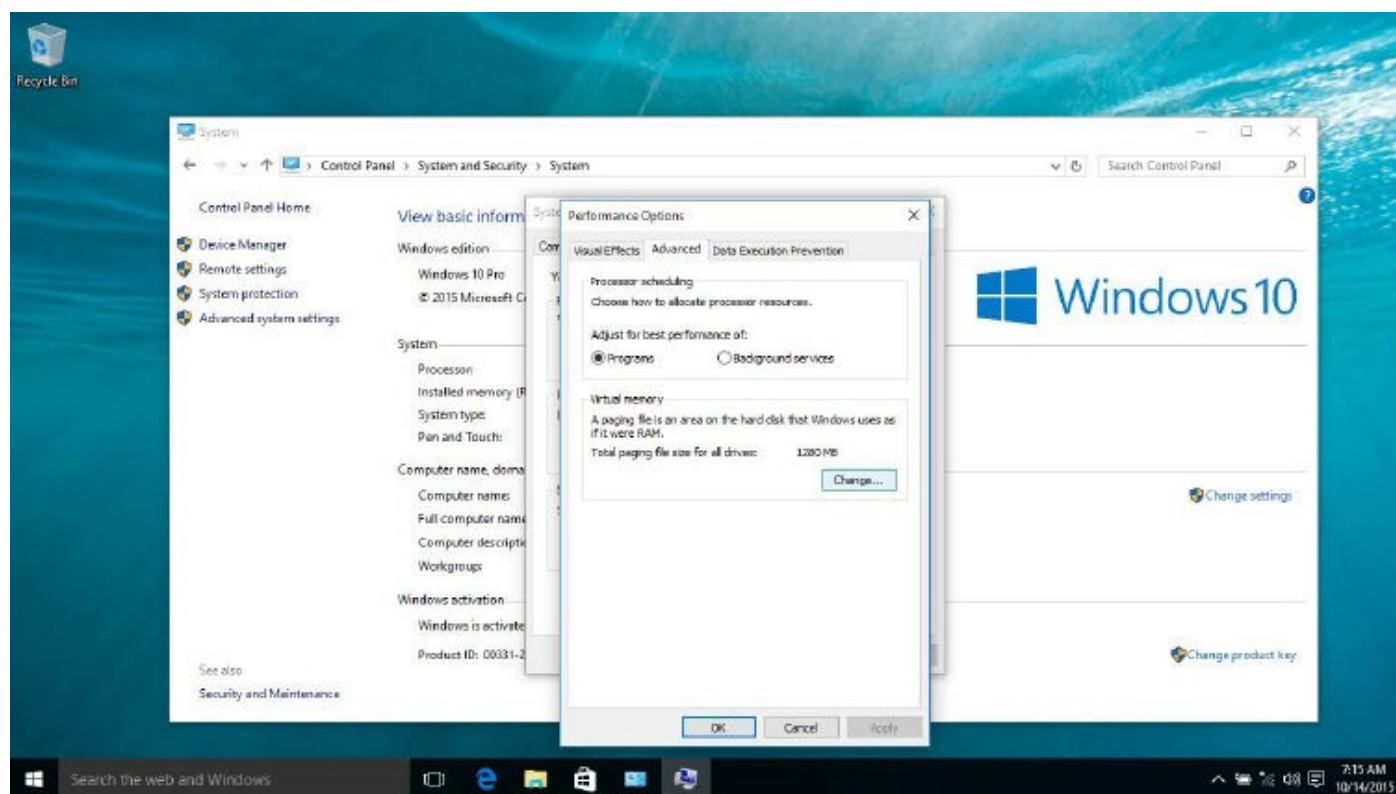 Recycle Bin
System
Control Panel > System and Security > System
Search Control Panel
Control Panel Home
Device Manager
Remote settings
System protection
Advanced system settings
See also
Security and Maintenance
View basic inform
Windows edition
Windows 10 Pro
© 2015 Microsoft C
System
Processor:
Installed memory (R
System type:
Pen and Touch:
Computer name, doma
Computer name:
Full computer name
Computer descriptio
Workgroup:
Windows activation
Windows is activate
Product ID: 00331-2
Syste
Com
Performance Options
Visual Effects
Advanced
Data Execution Prevention
Processor scheduling
Choose how to allocate processor resources.
Adjust for best performance of:
Programs
Background services
Virtual memory
A paging file is an area on the hard disk that Windows uses as
if it were RAM.
Total paging file size for all drives:
1280 MB
Change...
OK
Cancel
Apply
Windows 10
Change settings
Change product key
Search the web and Windows
7:15 AM
10/14/2015